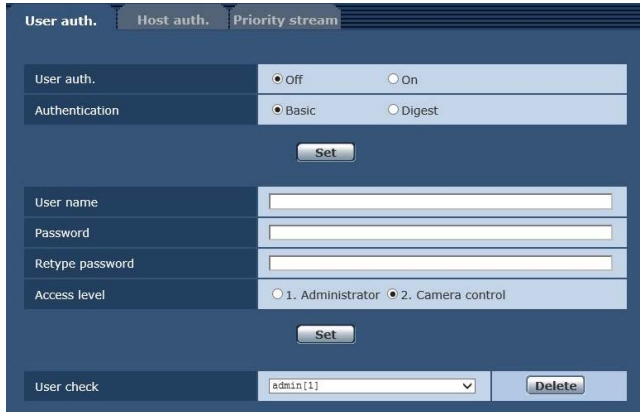 User auth. Host auth. Priority stream
User auth. Off On
Authentication Basic Digest
Set
User name
Password
Retype password
Access level 1. Administrator 2. Camera control
Set
User check admin[1] Delete